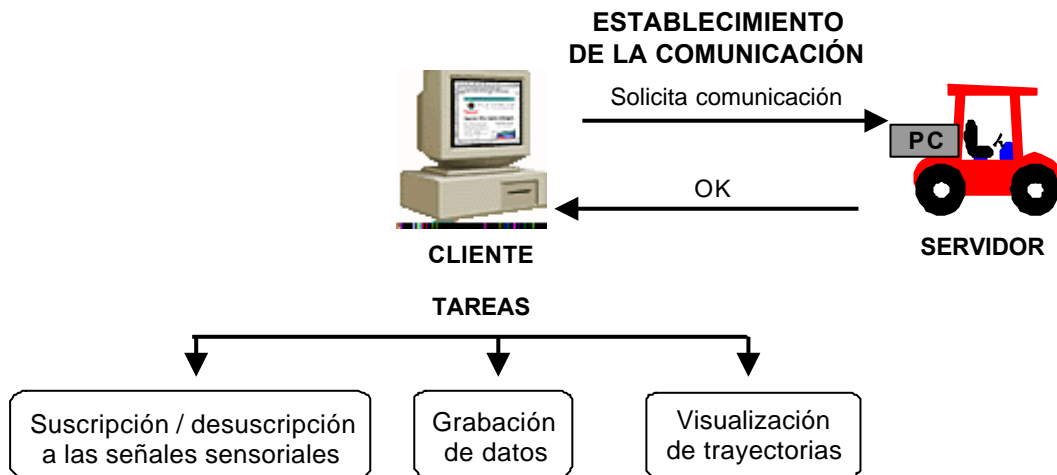 ESTABLECIMIENTO
DE LA COMUNICACIÓN
Solicita comunicación
PC
OK
CLIENTE
SERVIDOR
TAREAS
Suscripción / desuscripción
a las señales sensoriales
Grabación
de datos
Visualización
de trayectorias